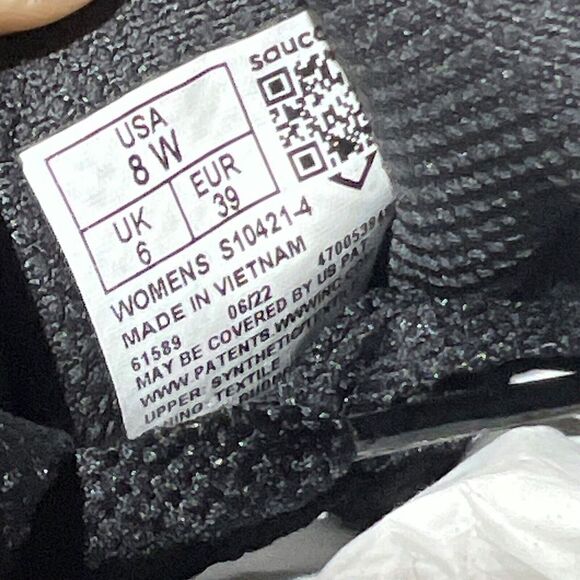 sauc
USA
8 W
UK
6
EUR
39
WOMENS S10421-4
MADE IN VIETNAM
61589 06/22
MAY BE COVERED BY US PAT.
WWW.PATENTS.WWWINC.
UPPER: SYNTHETIC/
TEXTILE